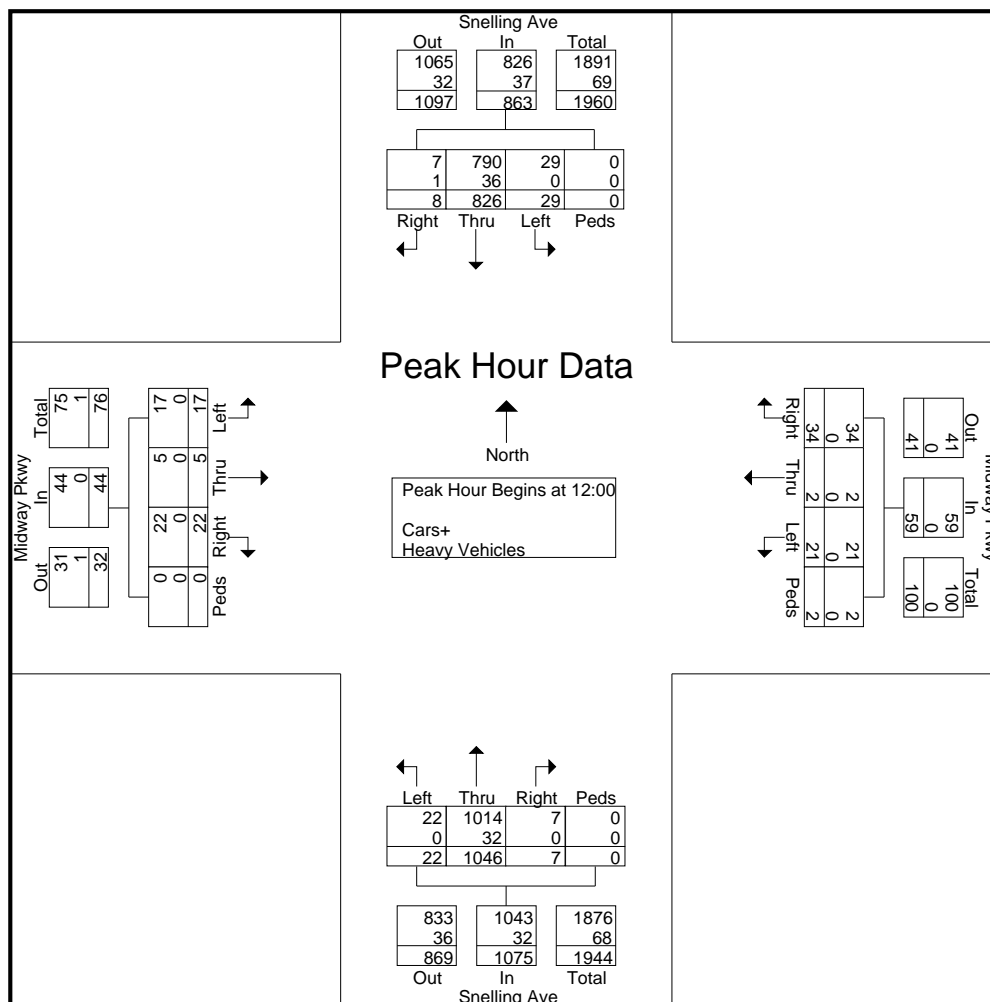 Snelling Ave
Out In Total
1065 826 1891
32 37 69
1097 863 1960
7 790 29 0
1 36 0 0
8 826 29 0
Right Thru Left Peds
Peak Hour Data
North
Peak Hour Begins at 12:00
Cars+
Heavy Vehicles
Midway Pkwy
Out In Total
31 44 75
1 0 1
32 44 76
0 22 5 17
0 0 0 0
0 22 5 17
Peds Right Thru Left
Midway Pkwy
Out In Total
41 59 100
0 0 0
41 59 100
34 2 21 2
0 0 0 0
34 2 21 2
Right Thru Left Peds
Left Thru Right Peds
22 1014 7 0
0 32 0 0
22 1046 7 0
833 1043 1876
36 32 68
869 1075 1944
Out In Total
Snelling Ave